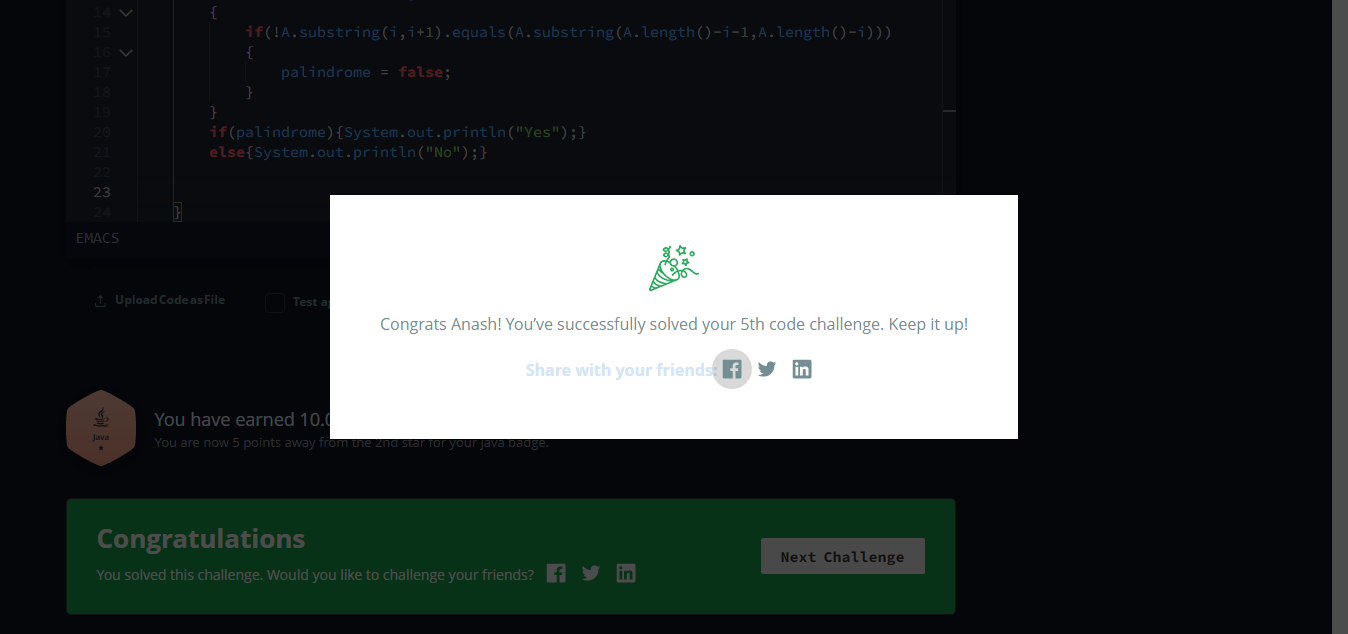 14 {
15 if(!A.substring(i,i+1).equals(A.substring(A.length()-i-1,A.length()-i)))
16 {
17 palindrome = false;
18 }
19 }
20 if(palindrome){System.out.println("Yes");}
21 else{System.out.println("No");}
22
23
24 }
EMACS
Upload Code as File
Test
Congrats Anash! You've successfully solved your 5th code challenge. Keep it up!
Share with your friends:
Java
You have earned 10.0
You are now 5 points away from the 2nd star for your java badge.
Congratulations
You solved this challenge. Would you like to challenge your friends?
Next Challenge